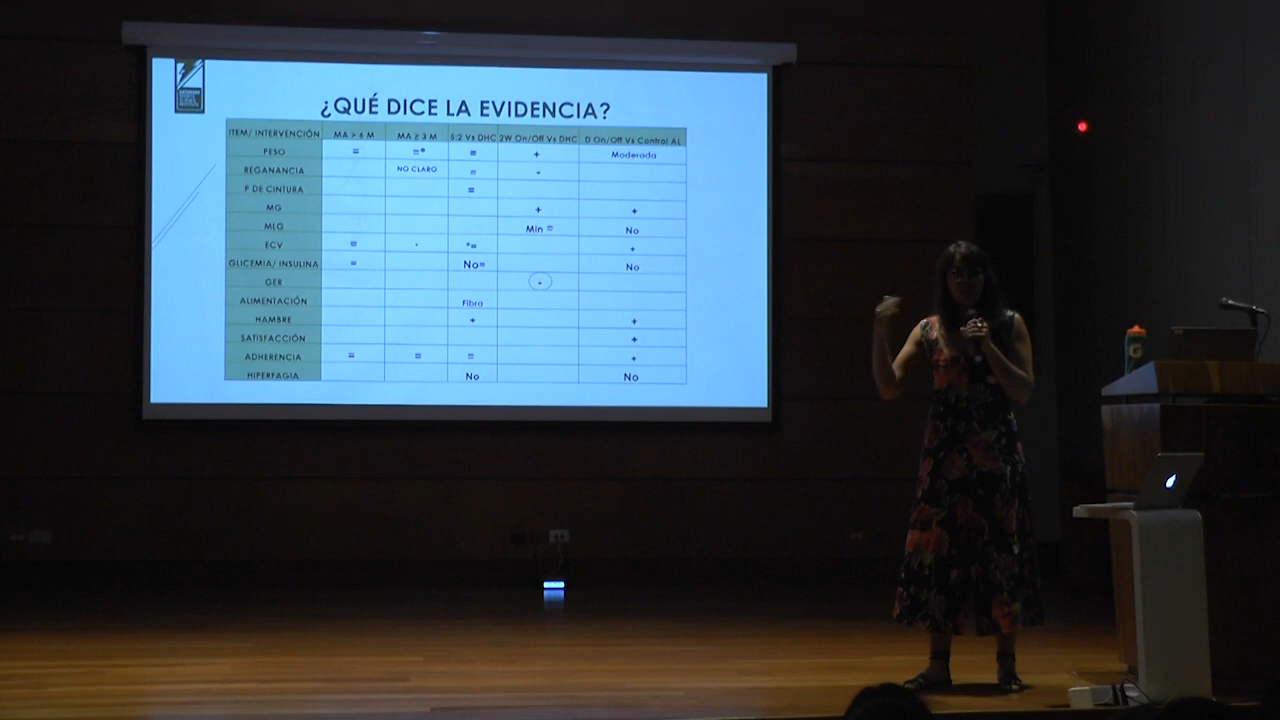 ¿QUÉ DICE LA EVIDENCIA?
ITEM/ INTERVENCIÓN MA > 6 M MA ≥ 3 M 5:2 Vs DHC 2W On/Off Vs DHC D On/Off Vs Control AL
PESO = =* = + Moderada
REGANANCIA NO CLARO = -
P DE CINTURA =
MG + +
MLG Min = No
ECV = · *= +
GLICEMIA/ INSULINA = No= No
GER -
ALIMENTACIÓN Fibra
HAMBRE + +
SATISFACCIÓN +
ADHERENCIA = = = +
HIPERFAGIA No No
G